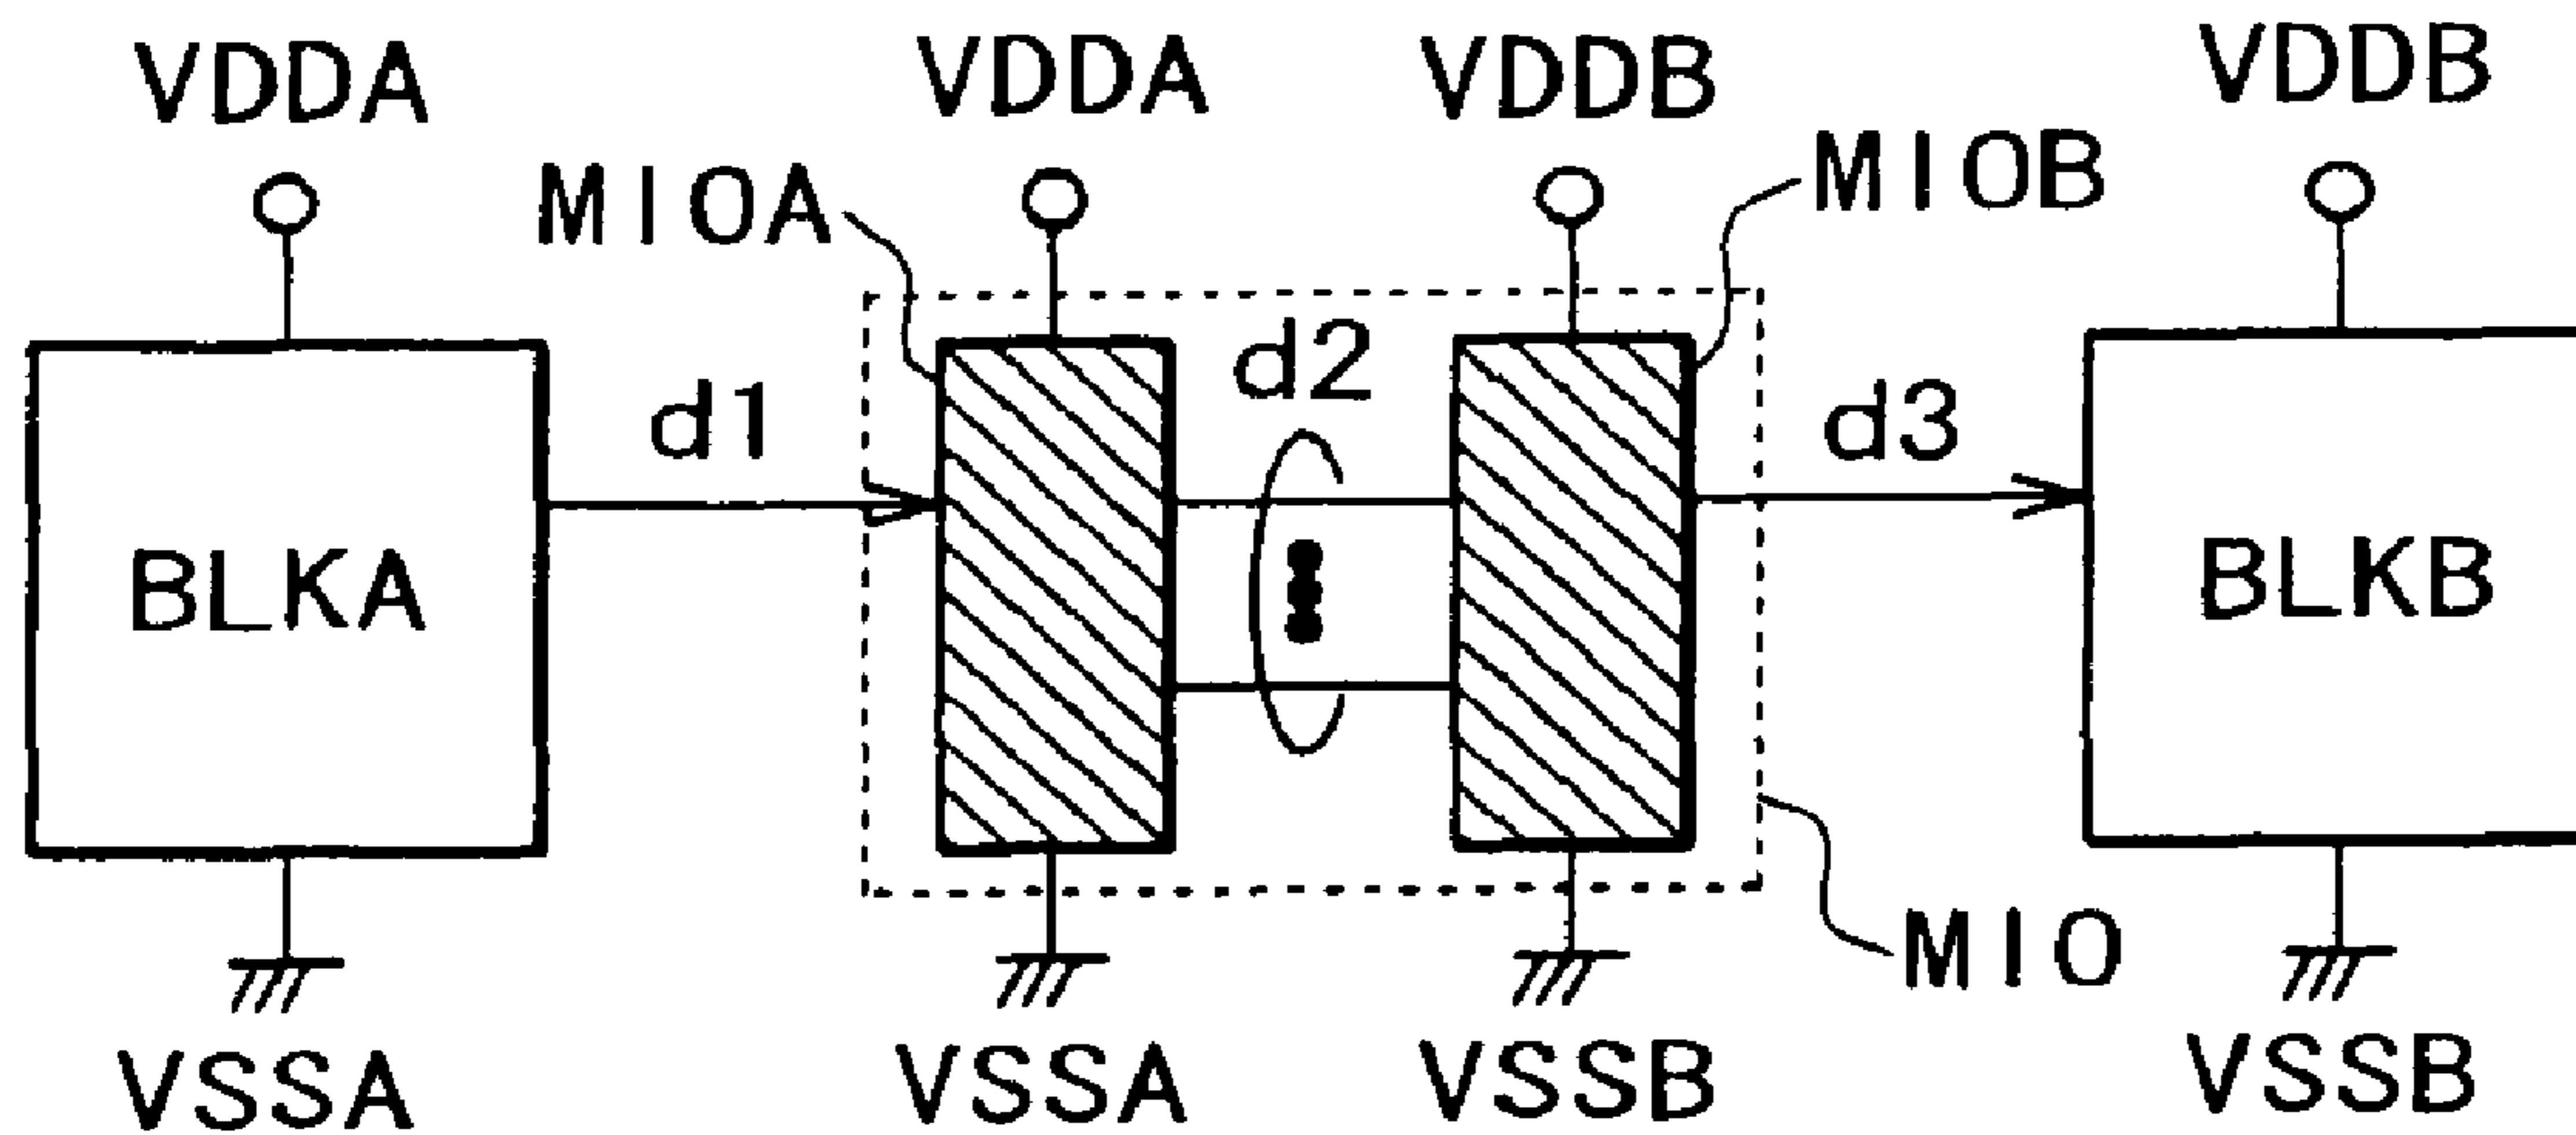 VDDA
VDDA
VDDB
VDDB
MIOA
MIOB
d1
d2
d3
BLKA
BLKB
MIO
VSSA
VSSA
VSSB
VSSB